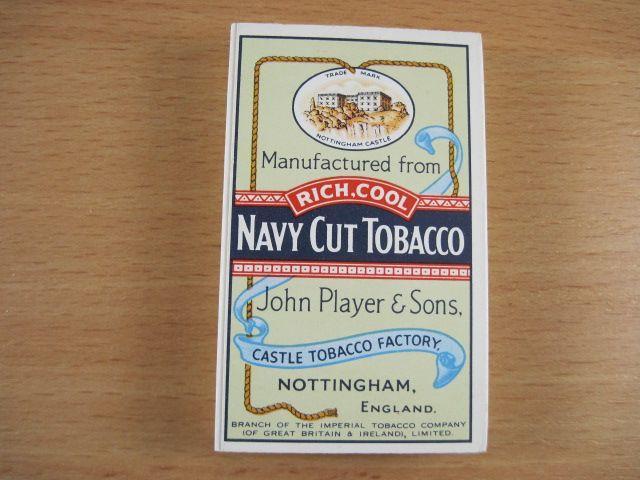 TRADE MARK
NOTTINGHAM CASTLE
Manufactured from
RICH, COOL
NAVY CUT TOBACCO
John Player & Sons,
CASTLE TOBACCO FACTORY,
NOTTINGHAM,
ENGLAND.
BRANCH OF THE IMPERIAL TOBACCO COMPANY
(OF GREAT BRITAIN & IRELAND), LIMITED.